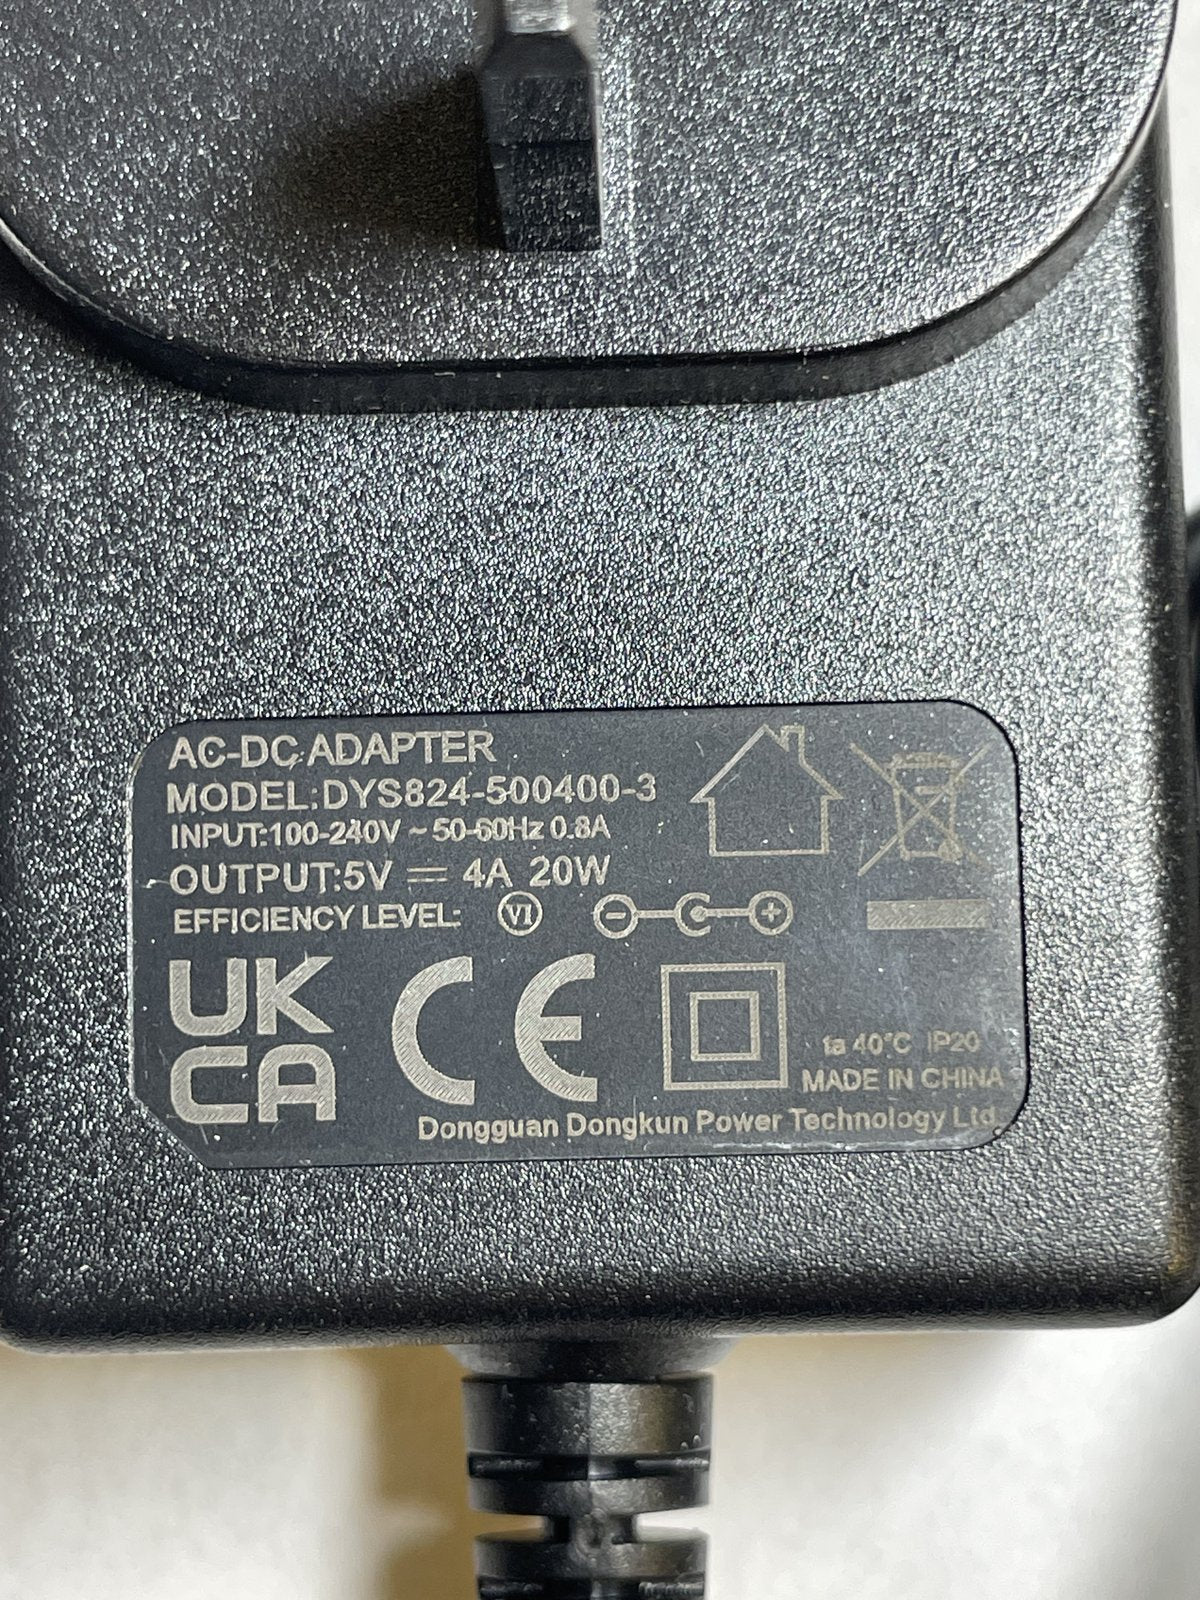 AC-DC ADAPTER
MODEL:DYS824-500400-3
INPUT:100-240V ~ 50-60Hz 0.8A
OUTPUT:5V ⎓ 4A 20W
EFFICIENCY LEVEL: VI
UK
CA
CE
ta 40°C IP20
MADE IN CHINA
Dongguan Dongkun Power Technology Ltd.